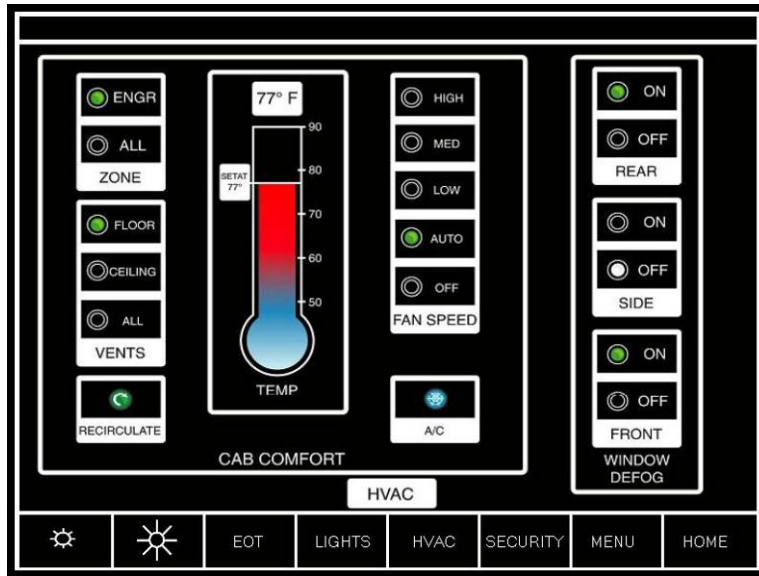 ENGR
ALL
ZONE
FLOOR
CEILING
ALL
VENTS
RECIRCULATE
77° F
90
80
70
60
50
SETAT
77°
TEMP
HIGH
MED
LOW
AUTO
OFF
FAN SPEED
A/C
CAB COMFORT
ON
OFF
REAR
ON
OFF
SIDE
ON
OFF
FRONT
WINDOW
DEFOG
HVAC
EOT LIGHTS HVAC SECURITY MENU HOME